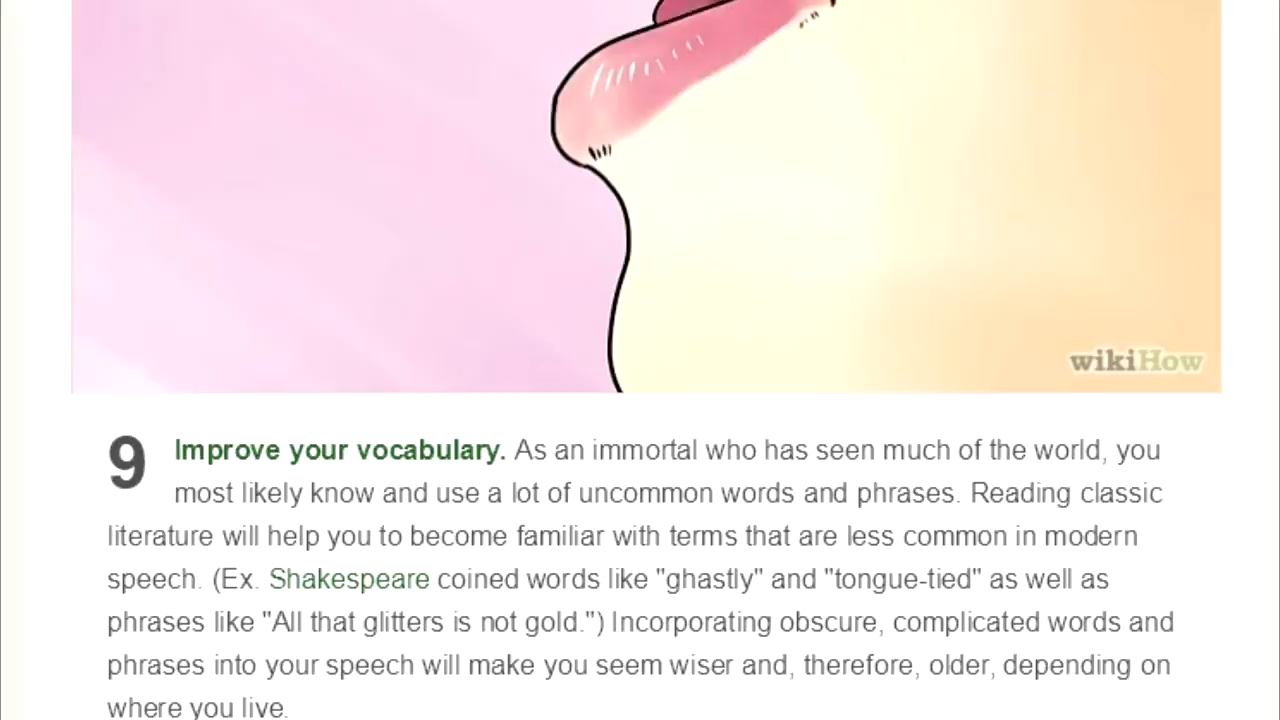 wikiHow
9 Improve your vocabulary. As an immortal who has seen much of the world, you
most likely know and use a lot of uncommon words and phrases. Reading classic
literature will help you to become familiar with terms that are less common in modern
speech. (Ex. Shakespeare coined words like "ghastly" and "tongue-tied" as well as
phrases like "All that glitters is not gold.") Incorporating obscure, complicated words and
phrases into your speech will make you seem wiser and, therefore, older, depending on
where you live.